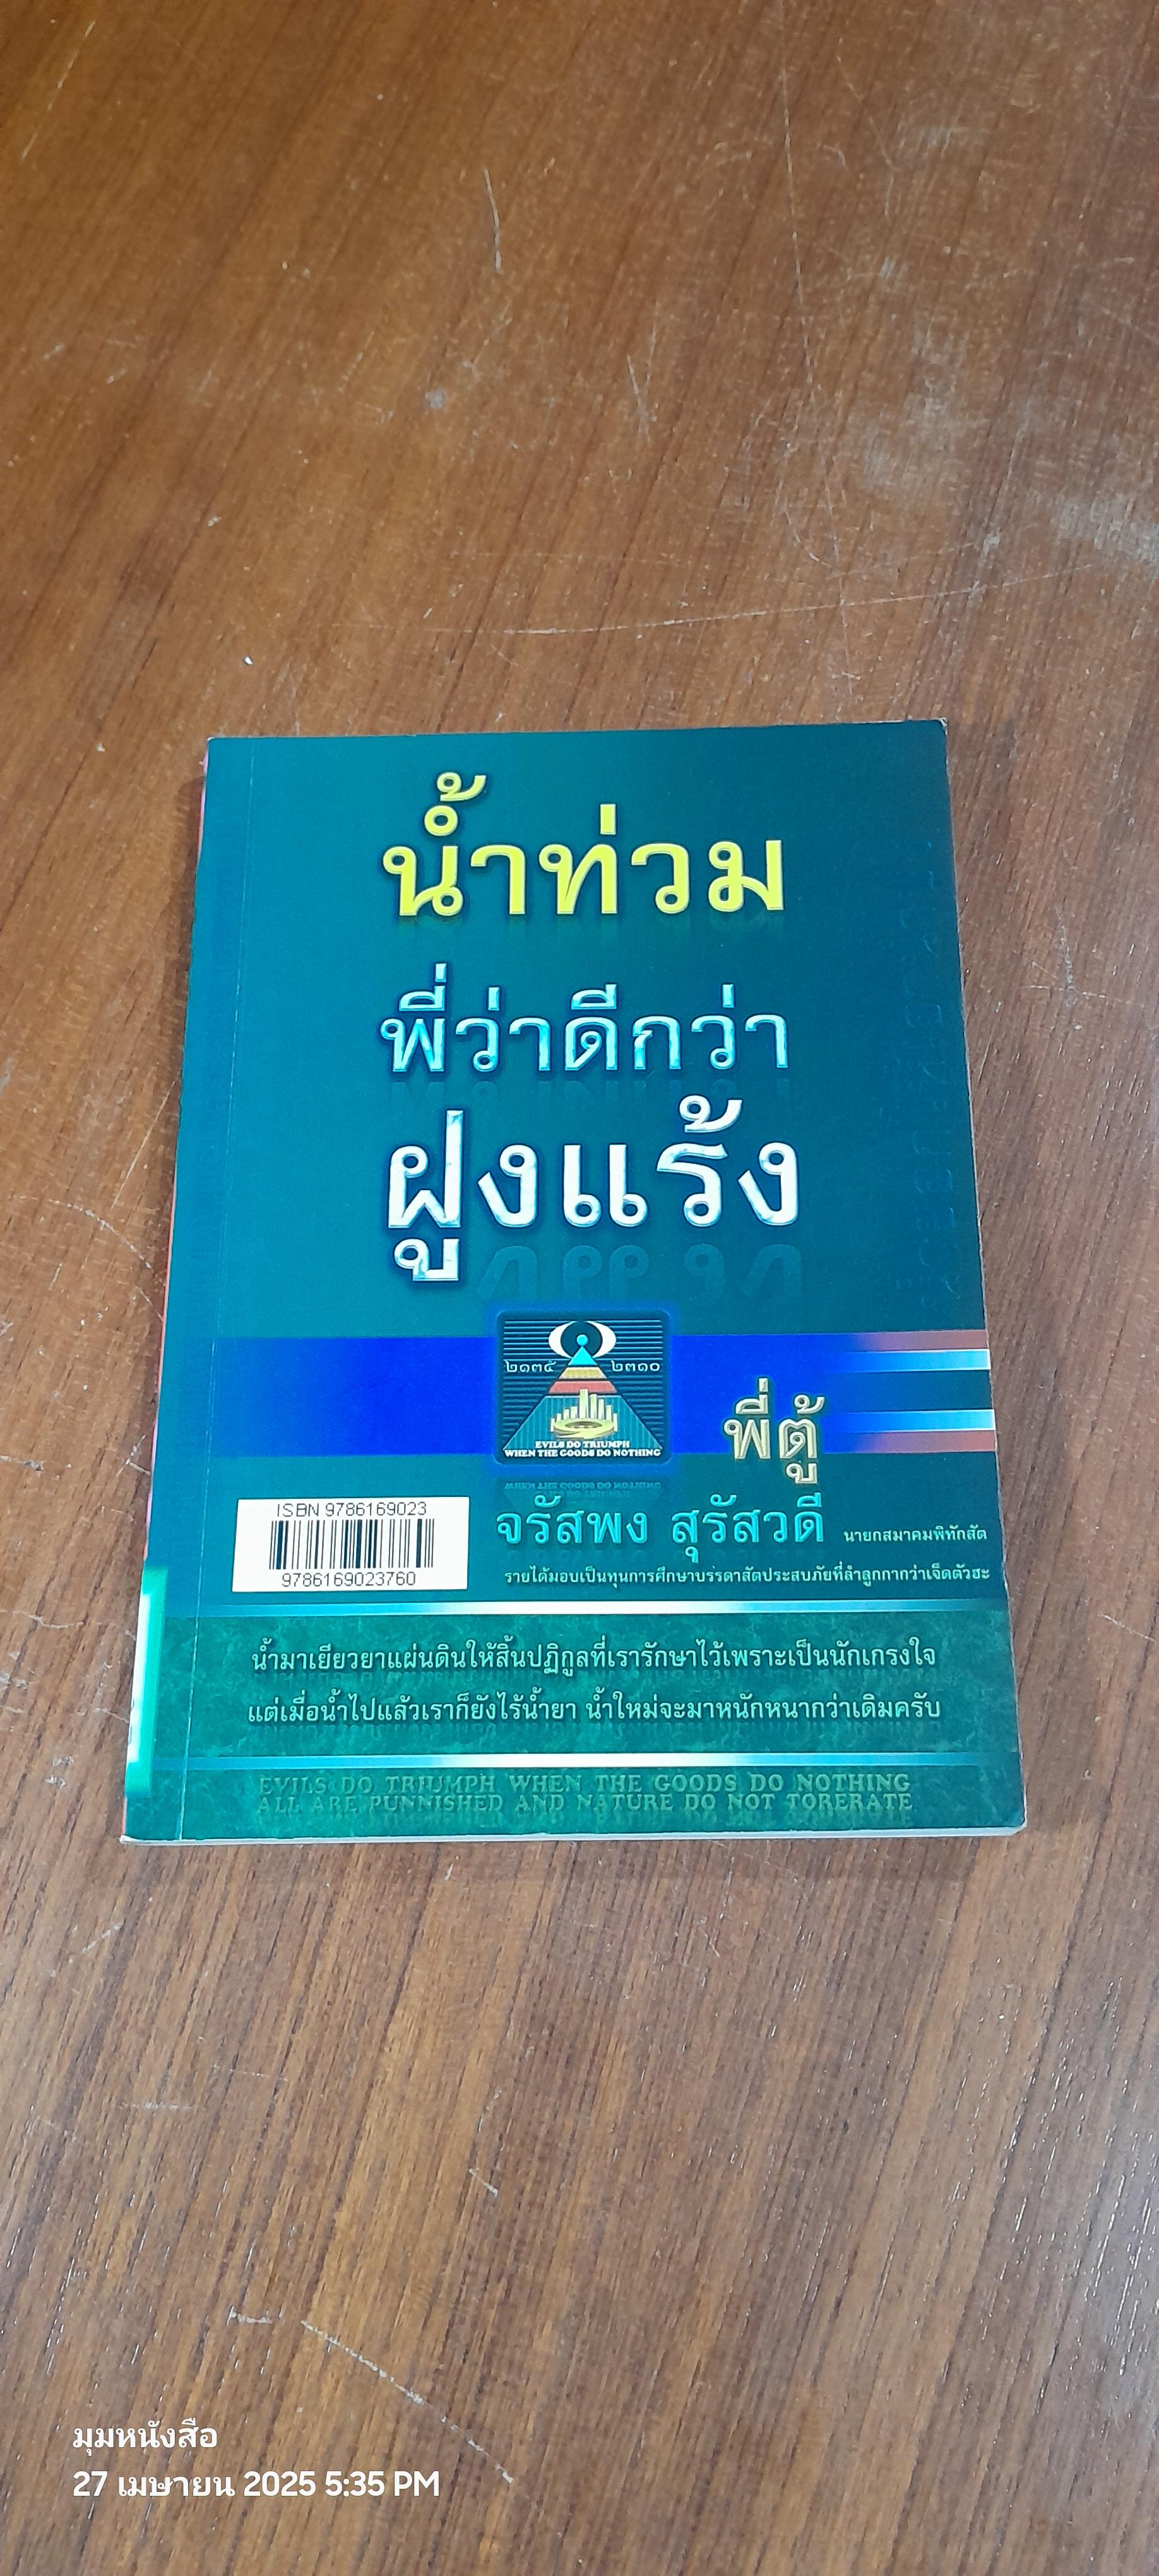 น้ำท่วม
พี่ว่าดีกว่า
ฝูงแร้ง
๒๑๓๕ ๒๓๑๐
EVILS DO TRIUMPH
WHEN THE GOODS DO NOTHING
พี่ตู้
จรัสพง สุรัสวดี นายกสมาคมพิทักสัต
รายได้มอบเป็นทุนการศึกษาบรรดาสัตประสบภัยที่ลำลูกกากว่าเจ็ดตัวฮะ
ISBN 9786169023
9786169023760
น้ำมาเยียวยาแผ่นดินให้สิ้นปฏิกูลที่เรารักษาไว้เพราะเป็นนักเกรงใจ
แต่เมื่อน้ำไปแล้วเราก็ยังไร้น้ำยา น้ำใหม่จะมาหนักหนากว่าเดิมครับ
EVILS DO TRIUMPH WHEN THE GOODS DO NOTHING
ALL ARE PUNNISHED AND NATURE DO NOT TORERATE
มุมหนังสือ
27 เมษายน 2025 5:35 PM